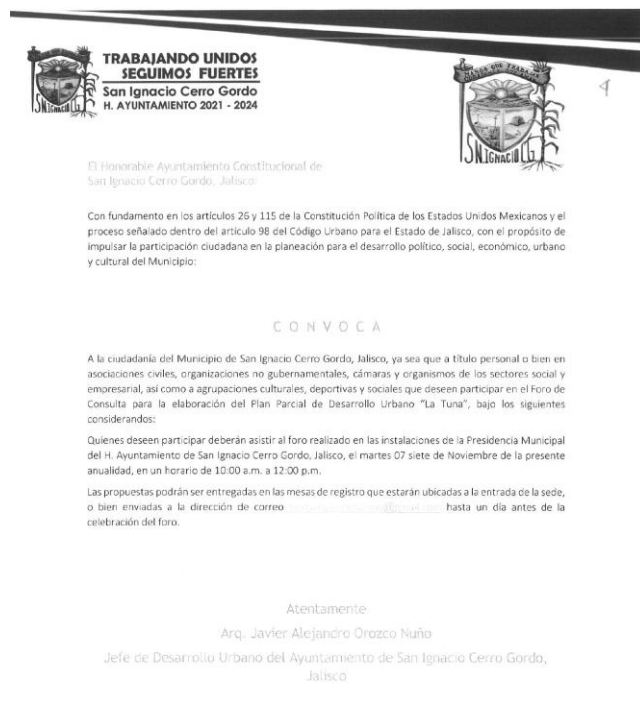 TRABAJANDO UNIDOS
SEGUIMOS FUERTES
San Ignacio Cerro Gordo
H. AYUNTAMIENTO 2021 - 2024
SN.IGNACIO C.G.
El Honorable Ayuntamiento Constitucional de
San Ignacio Cerro Gordo, Jalisco:
Con fundamento en los artículos 26 y 115 de la Constitución Política de los Estados Unidos Mexicanos y el
proceso señalado dentro del artículo 98 del Código Urbano para el Estado de Jalisco, con el propósito de
impulsar la participación ciudadana en la planeación para el desarrollo político, social, económico, urbano
y cultural del Municipio:
CONVOCA
A la ciudadanía del Municipio de San Ignacio Cerro Gordo, Jalisco, ya sea que a título personal o bien en
asociaciones civiles, organizaciones no gubernamentales, cámaras y organismos de los sectores social y
empresarial, así como a agrupaciones culturales, deportivas y sociales que deseen participar en el Foro de
Consulta para la elaboración del Plan Parcial de Desarrollo Urbano "La Tuna", bajo los siguientes
considerandos:
Quienes deseen participar deberán asistir al foro realizado en las instalaciones de la Presidencia Municipal
del H. Ayuntamiento de San Ignacio Cerro Gordo, Jalisco, el martes 07 siete de Noviembre de la presente
anualidad, en un horario de 10:00 a.m. a 12:00 p.m.
Las propuestas podrán ser entregadas en las mesas de registro que estarán ubicadas a la entrada de la sede,
o bien enviadas a la dirección de correo hasta un día antes de la
celebración del foro.
Atentamente
Arq. Javier Alejandro Orozco Nuño
Jefe de Desarrollo Urbano del Ayuntamiento de San Ignacio Cerro Gordo,
Jalisco